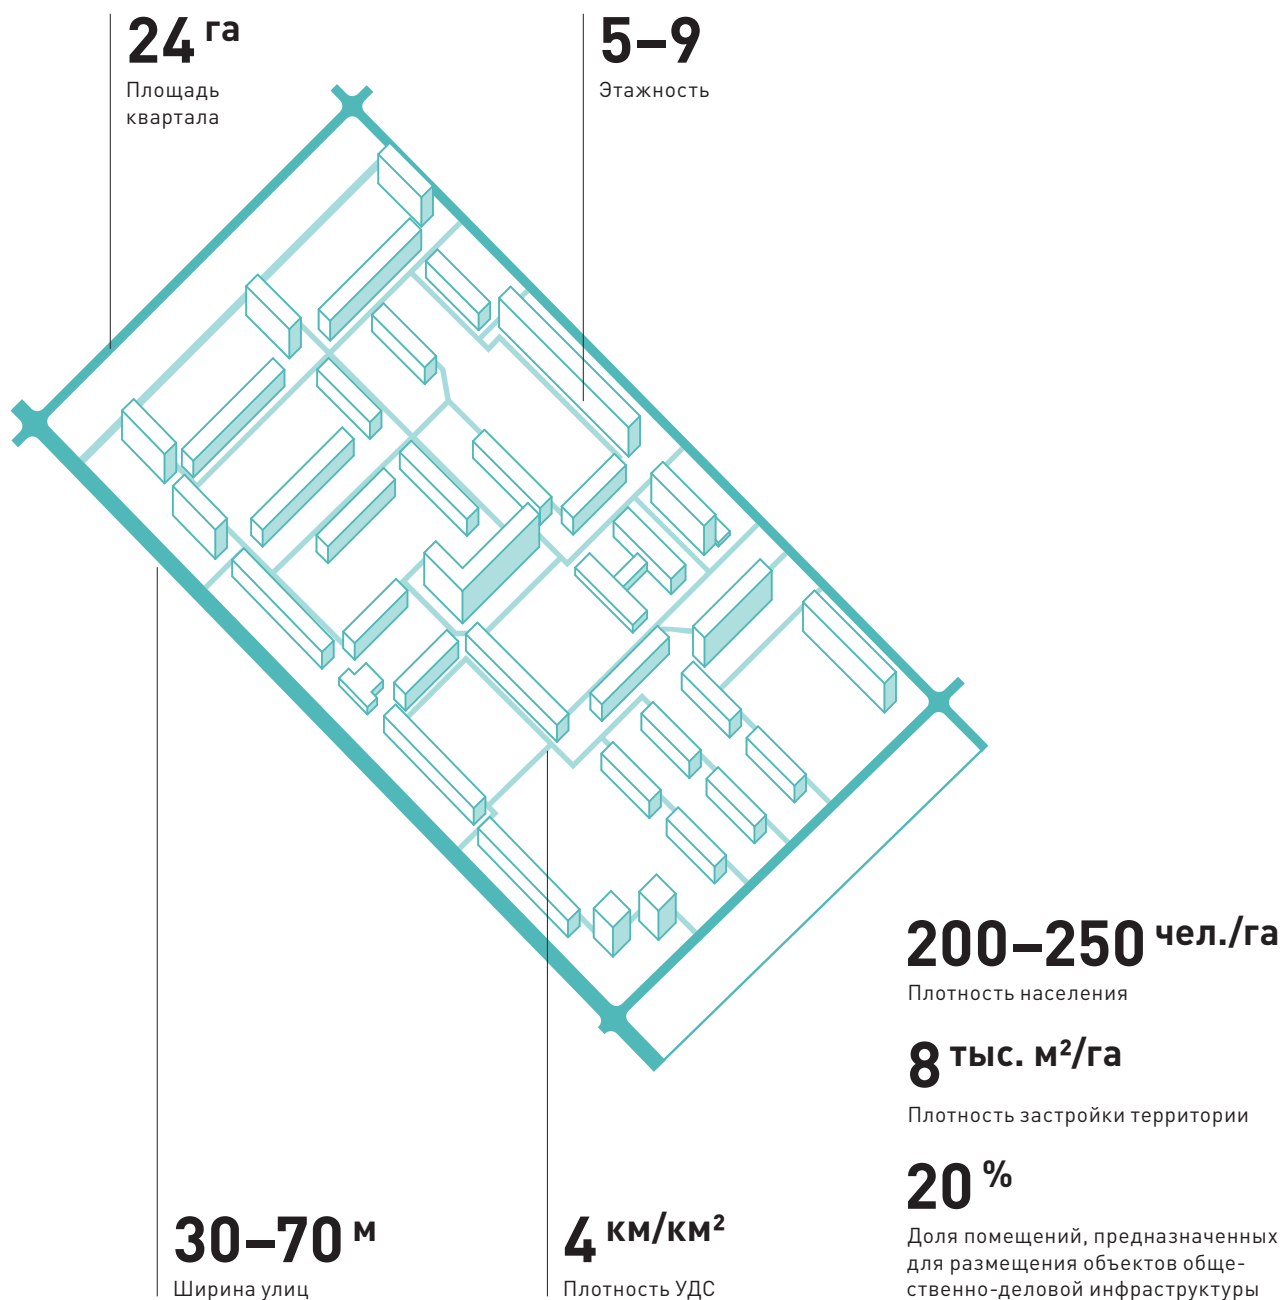 24 га
Площадь
квартала
5–9
Этажность
200–250 чел./га
Плотность населения
8 тыс. м²/га
Плотность застройки территории
20 %
Доля помещений, предназначенных
для размещения объектов обще-
ственно-деловой инфраструктуры
30–70 м
Ширина улиц
4 км/км²
Плотность УДС